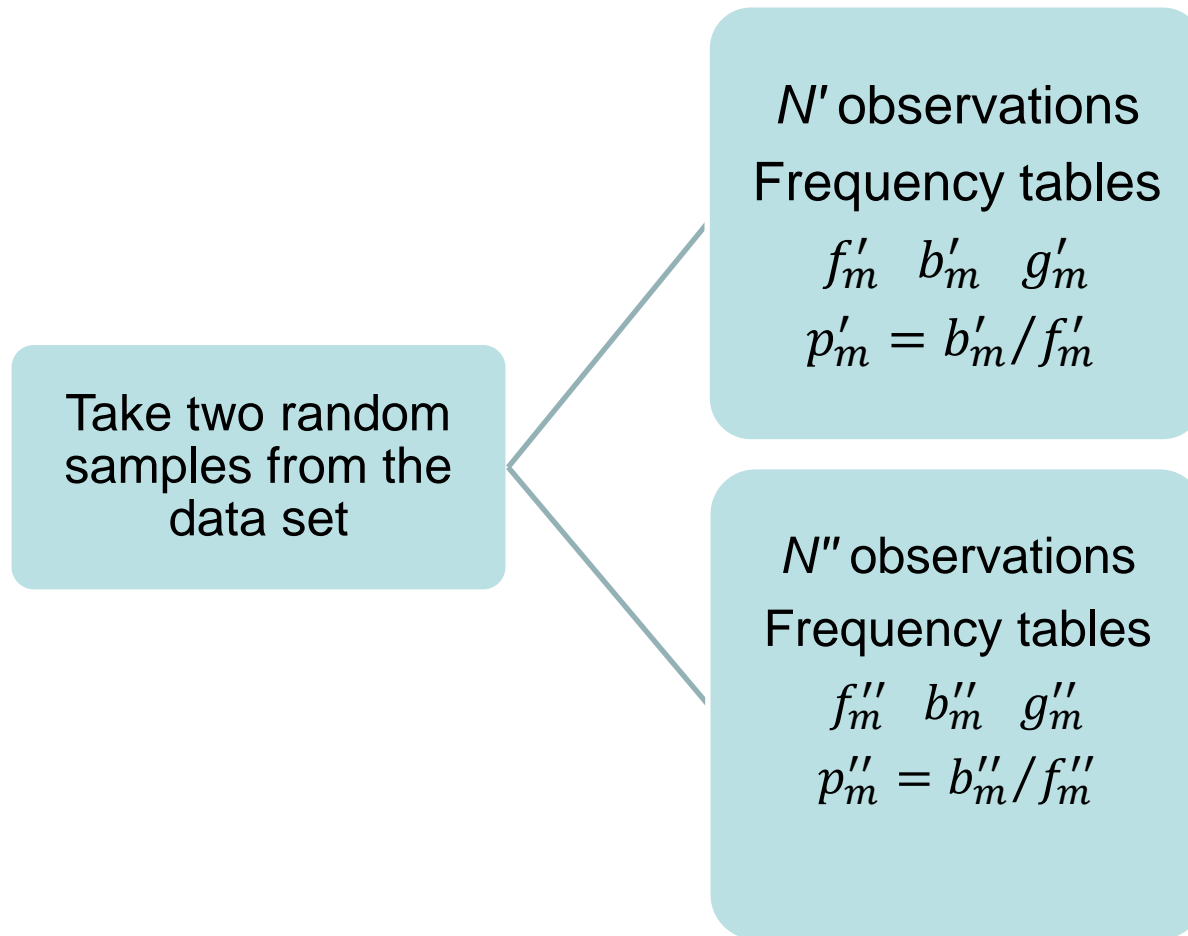 Take two random
samples from the
data set
N′ observations
Frequency tables
f′ₘ b′ₘ g′ₘ
p′ₘ = b′ₘ/f′ₘ
N″ observations
Frequency tables
f″ₘ b″ₘ g″ₘ
p″ₘ = b″ₘ/f″ₘ